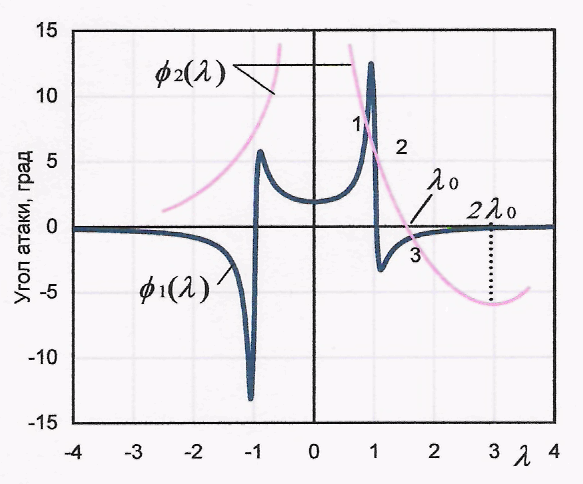 15
ϕ₂(λ)
10
1
2
5
λ₀
2λ₀
0
3
ϕ₁(λ)
-5
-10
-15
Угол атаки, град
-4 -3 -2 -1 0 1 2 3 λ 4